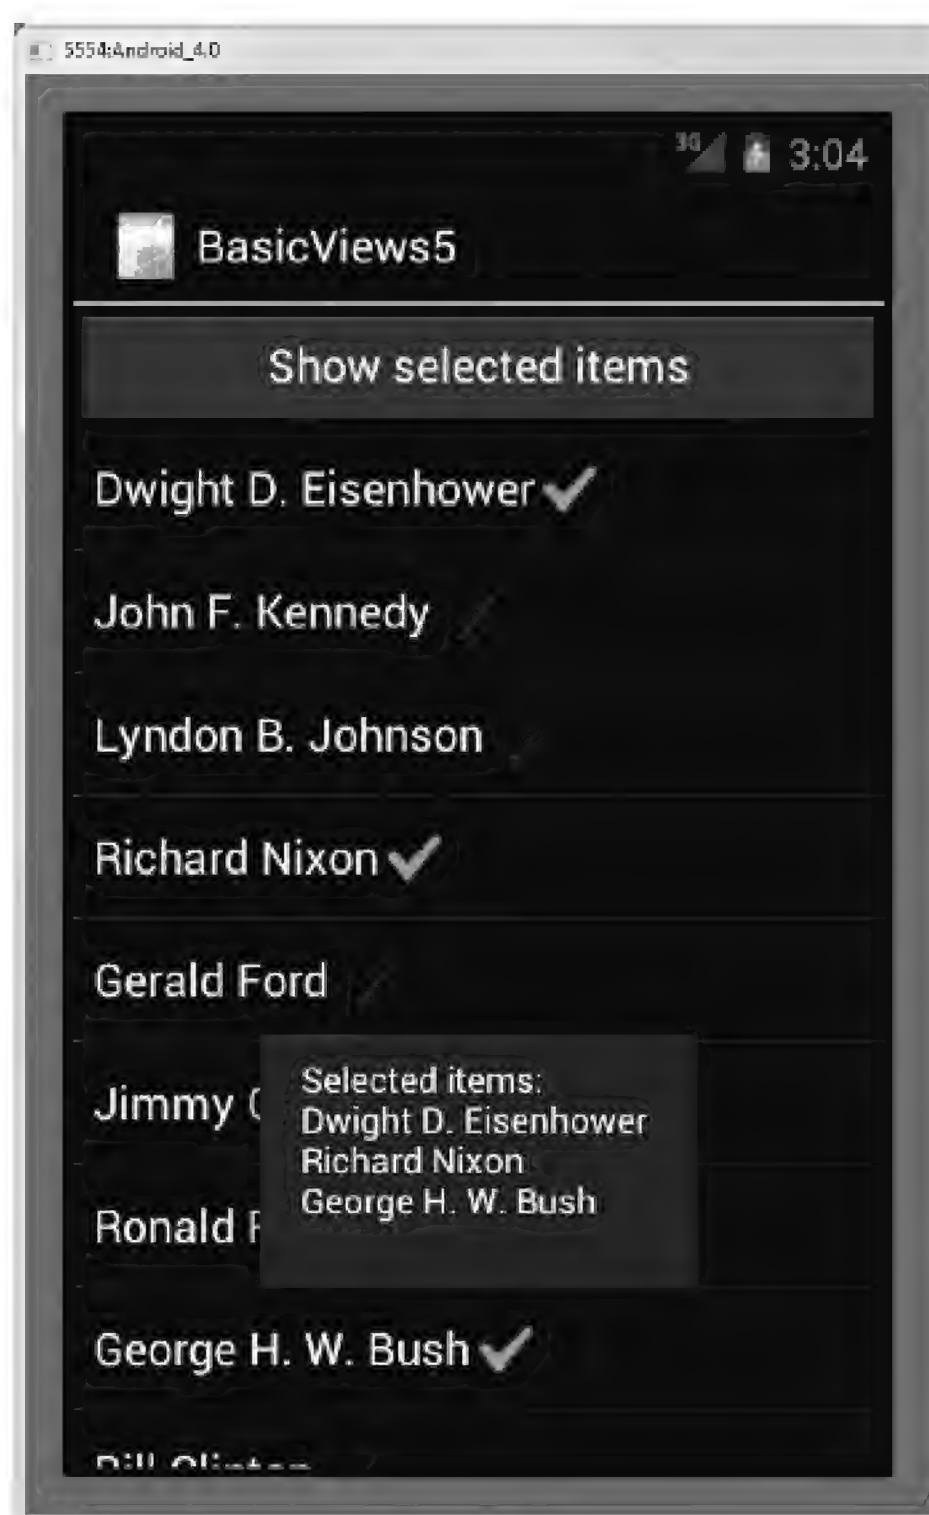 5554:Android_4.0
3G 3:04
BasicViews5
Show selected items
Dwight D. Eisenhower
John F. Kennedy
Lyndon B. Johnson
Richard Nixon
Gerald Ford
Jimmy
Selected items:
Dwight D. Eisenhower
Richard Nixon
George H. W. Bush
Ronald
George H. W. Bush